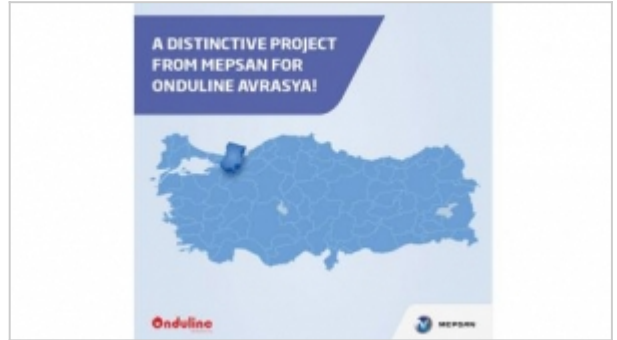 A DISTINCTIVE PROJECT
FROM MEPSAN FOR
ONDULINE AVRASYA!
Onduline
MEPSAN